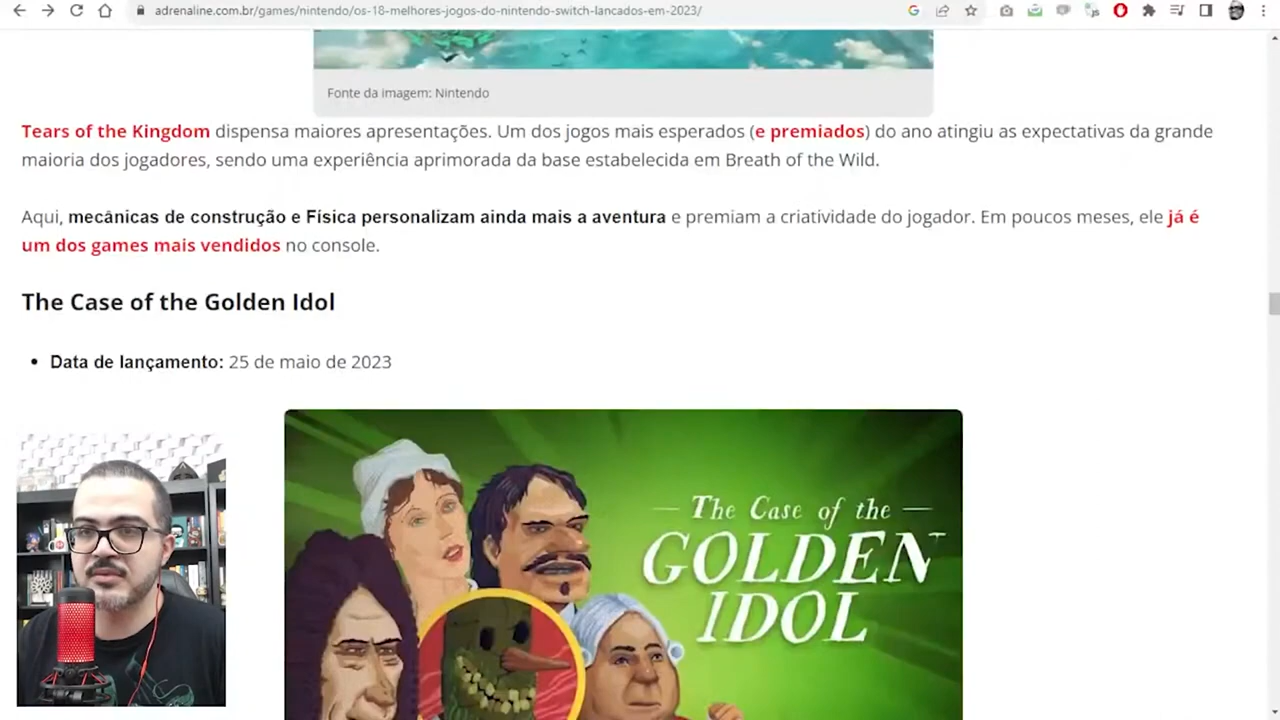 adrenaline.com.br/games/nintendo/os-18-melhores-jogos-do-nintendo-switch-lancados-em-2023/
Fonte da imagem: Nintendo
Tears of the Kingdom dispensa maiores apresentações. Um dos jogos mais esperados (e premiados) do ano atingiu as expectativas da grande
maioria dos jogadores, sendo uma experiência aprimorada da base estabelecida em Breath of the Wild.
Aqui, mecânicas de construção e Física personalizam ainda mais a aventura e premiam a criatividade do jogador. Em poucos meses, ele já é
um dos games mais vendidos no console.
The Case of the Golden Idol
• Data de lançamento: 25 de maio de 2023
The Case of the
GOLDEN
IDOL